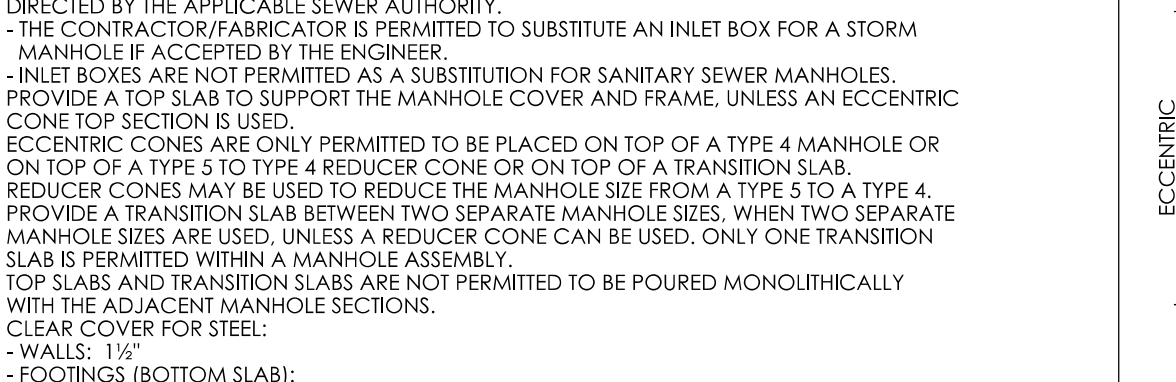 DIRECTED BY THE APPLICABLE SEWER AUTHORITY.
- THE CONTRACTOR/FABRICATOR IS PERMITTED TO SUBSTITUTE AN INLET BOX FOR A STORM
MANHOLE IF ACCEPTED BY THE ENGINEER.
- INLET BOXES ARE NOT PERMITTED AS A SUBSTITUTION FOR SANITARY SEWER MANHOLES.
PROVIDE A TOP SLAB TO SUPPORT THE MANHOLE COVER AND FRAME, UNLESS AN ECCENTRIC
CONE TOP SECTION IS USED.
ECCENTRIC CONES ARE ONLY PERMITTED TO BE PLACED ON TOP OF A TYPE 4 MANHOLE OR
ON TOP OF A TYPE 5 TO TYPE 4 REDUCER CONE OR ON TOP OF A TRANSITION SLAB.
REDUCER CONES MAY BE USED TO REDUCE THE MANHOLE SIZE FROM A TYPE 5 TO A TYPE 4.
PROVIDE A TRANSITION SLAB BETWEEN TWO SEPARATE MANHOLE SIZES, WHEN TWO SEPARATE
MANHOLE SIZES ARE USED, UNLESS A REDUCER CONE CAN BE USED. ONLY ONE TRANSITION
SLAB IS PERMITTED WITHIN A MANHOLE ASSEMBLY.
TOP SLABS AND TRANSITION SLABS ARE NOT PERMITTED TO BE POURED MONOLITHICALLY
WITH THE ADJACENT MANHOLE SECTIONS.
CLEAR COVER FOR STEEL:
- WALLS: 1½"
- FOOTINGS (BOTTOM SLAB):
ECCENTRIC